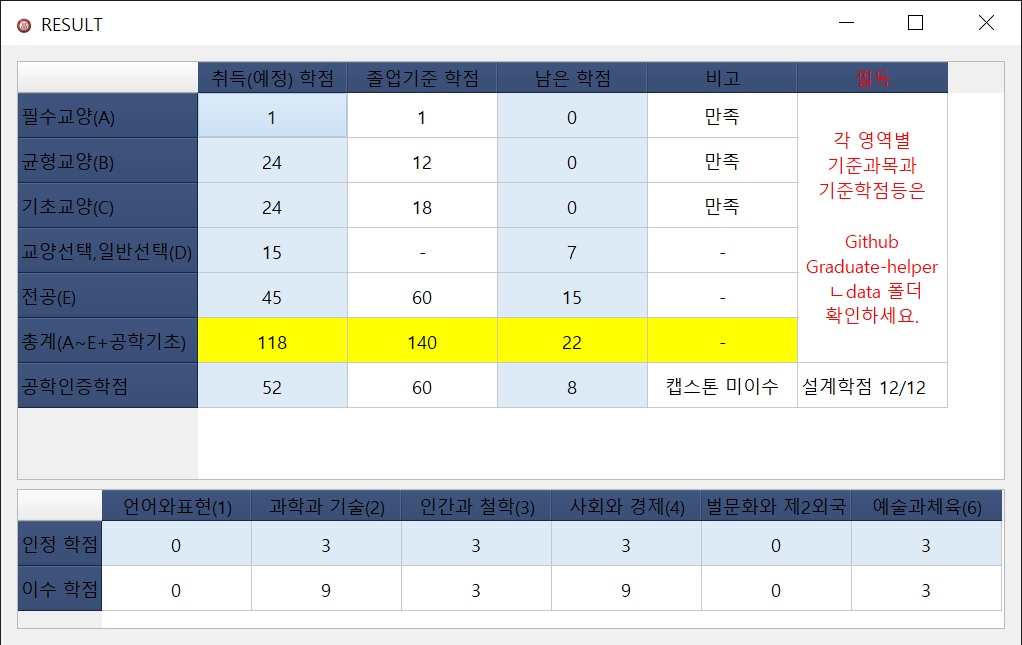 RESULT
취득(예정) 학점 졸업기준 학점 남은 학점 비고 필독
필수교양(A) 1 1 0 만족
균형교양(B) 24 12 0 만족
기초교양(C) 24 18 0 만족
교양선택,일반선택(D) 15 - 7 -
전공(E) 45 60 15 -
총계(A~E+공학기초) 118 140 22 -
각 영역별
기준과목과
기준학점등은
Github
Graduate-helper
ㄴdata 폴더
확인하세요.
공학인증학점 52 60 8 캡스톤 미이수 설계학점 12/12
언어와표현(1) 과학과 기술(2) 인간과 철학(3) 사회와 경제(4) 벌문화와 제2외국 예술과체육(6)
인정 학점 0 3 3 3 0 3
이수 학점 0 9 3 9 0 3